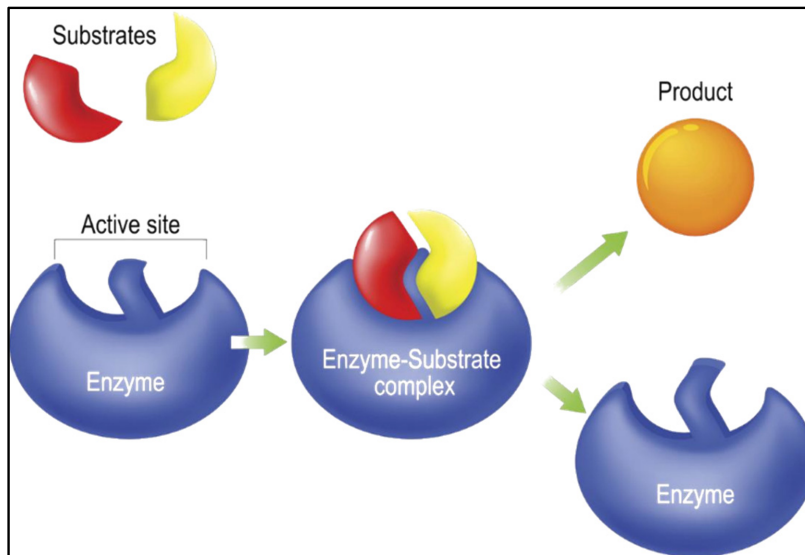 Substrates
Product
Active site
Enzyme
Enzyme-Substrate
complex
Enzyme